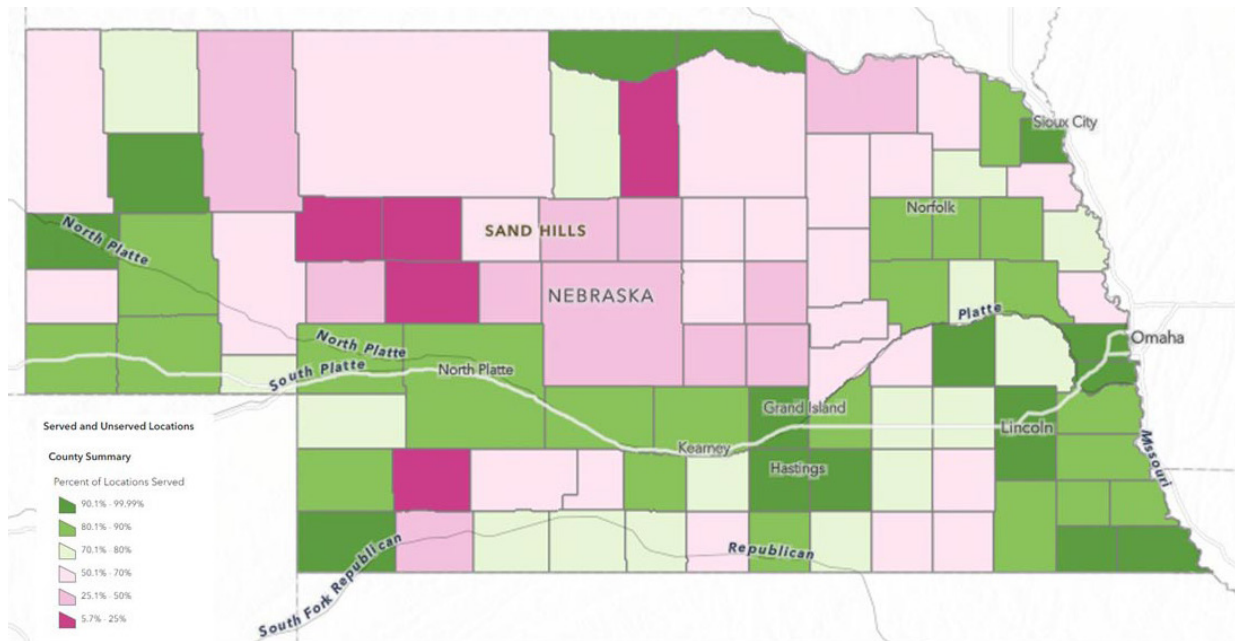 Sioux City
Norfolk
North Platte
SAND HILLS
NEBRASKA
Platte
North Platte
South Platte
North Platte
Omaha
Grand Island
Lincoln
Kearney
Hastings
Mssouri
Republican
South Fork Republican
Served and Unserved Locations
County Summary
Percent of Locations Served
90.1% - 99.99%
80.1% - 90%
70.1% - 80%
50.1% - 70%
25.1% - 50%
5.7% - 25%